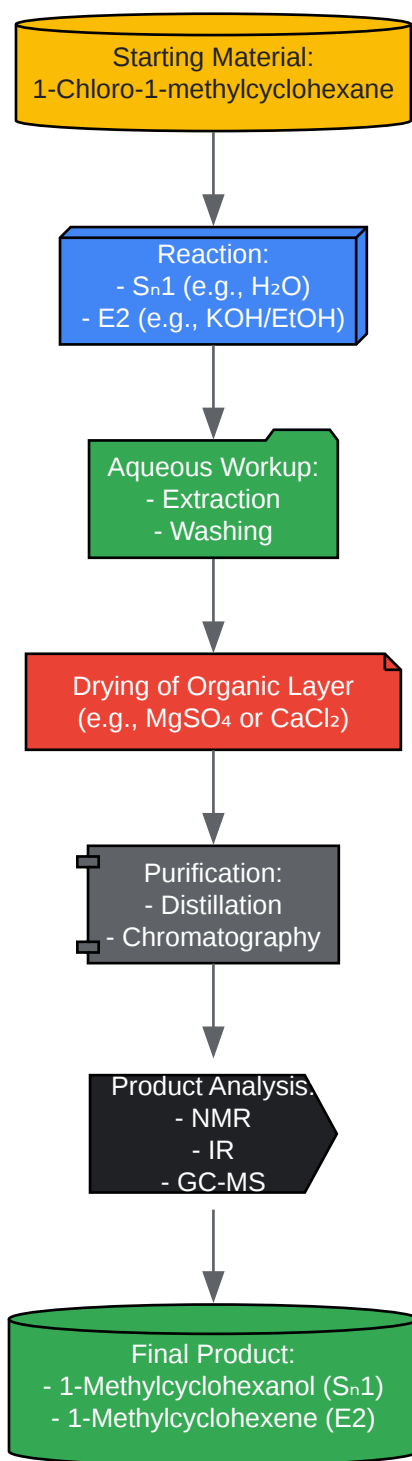 Starting Material:
1-Chloro-1-methylcyclohexane
Reaction:
- Sₙ1 (e.g., H₂O)
- E2 (e.g., KOH/EtOH)
Aqueous Workup:
- Extraction
- Washing
Drying of Organic Layer
(e.g., MgSO₄ or CaCl₂)
Purification:
- Distillation
- Chromatography
Product Analysis:
- NMR
- IR
- GC-MS
Final Product:
- 1-Methylcyclohexanol (Sₙ1)
- 1-Methylcyclohexene (E2)